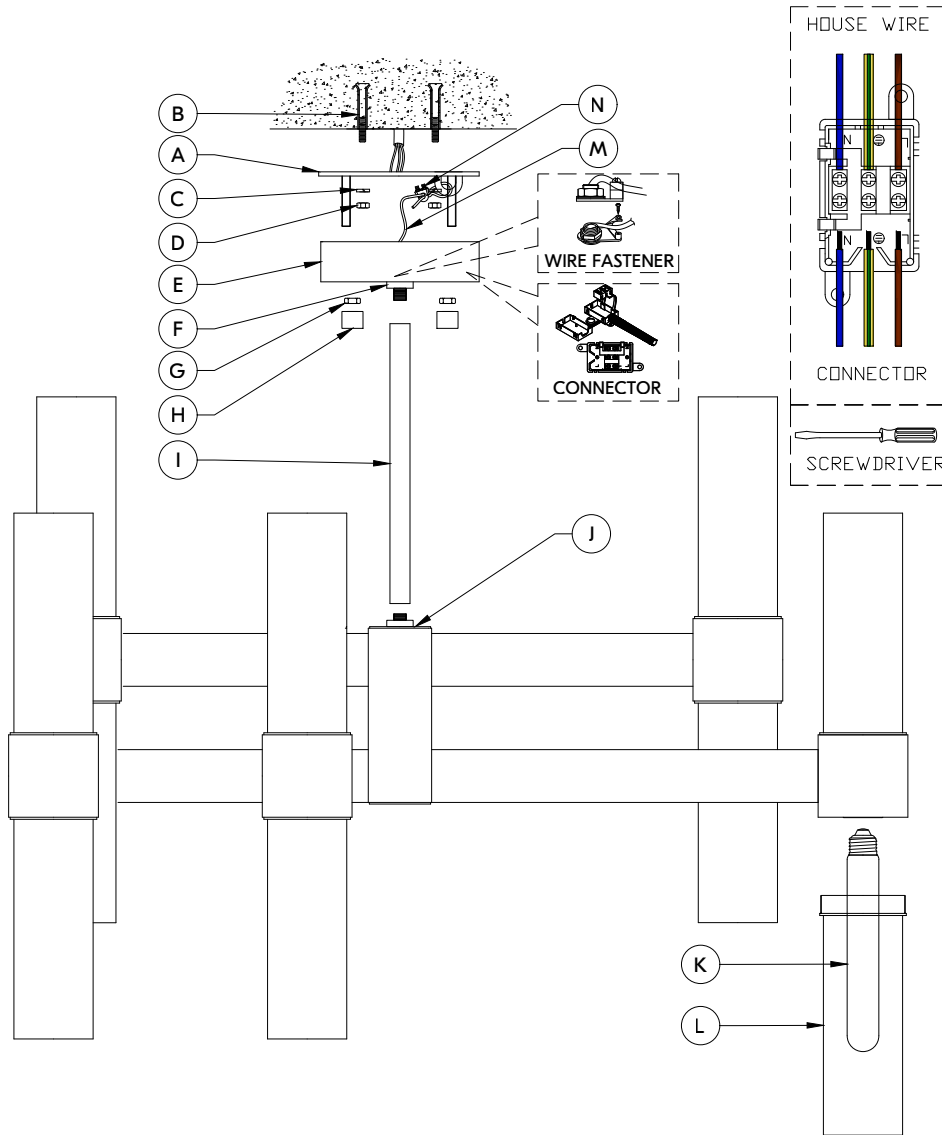 HOUSE WIRE
N
N
CONNECTOR
SCREWDRIVER
B
A
C
D
E
F
G
H
I
N
M
WIRE FASTENER
CONNECTOR
J
K
L